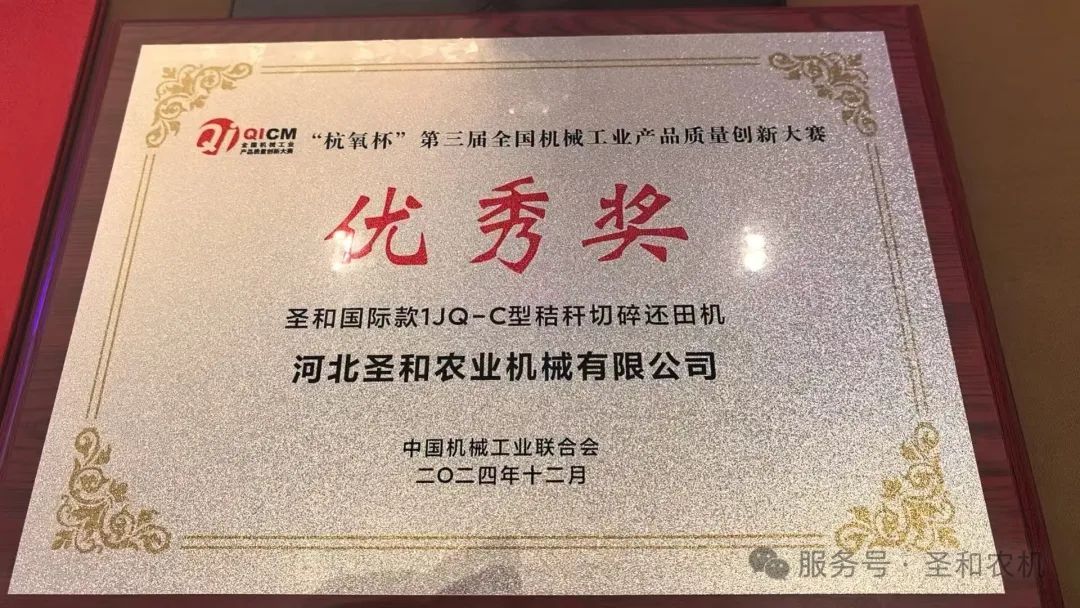 QICM
全国机械工业
产品质量创新大赛
“杭氧杯”第三届全国机械工业产品质量创新大赛
优秀奖
圣和国际款1JQ-C型秸秆切碎还田机
河北圣和农业机械有限公司
中国机械工业联合会
二〇二四年十二月
服务号·圣和农机